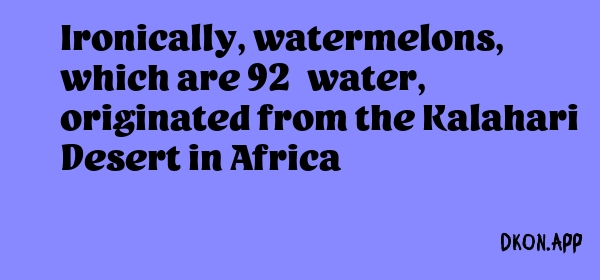 Ironically, watermelons,
which are 92 water,
originated from the Kalahari
Desert in Africa
DKON.APP